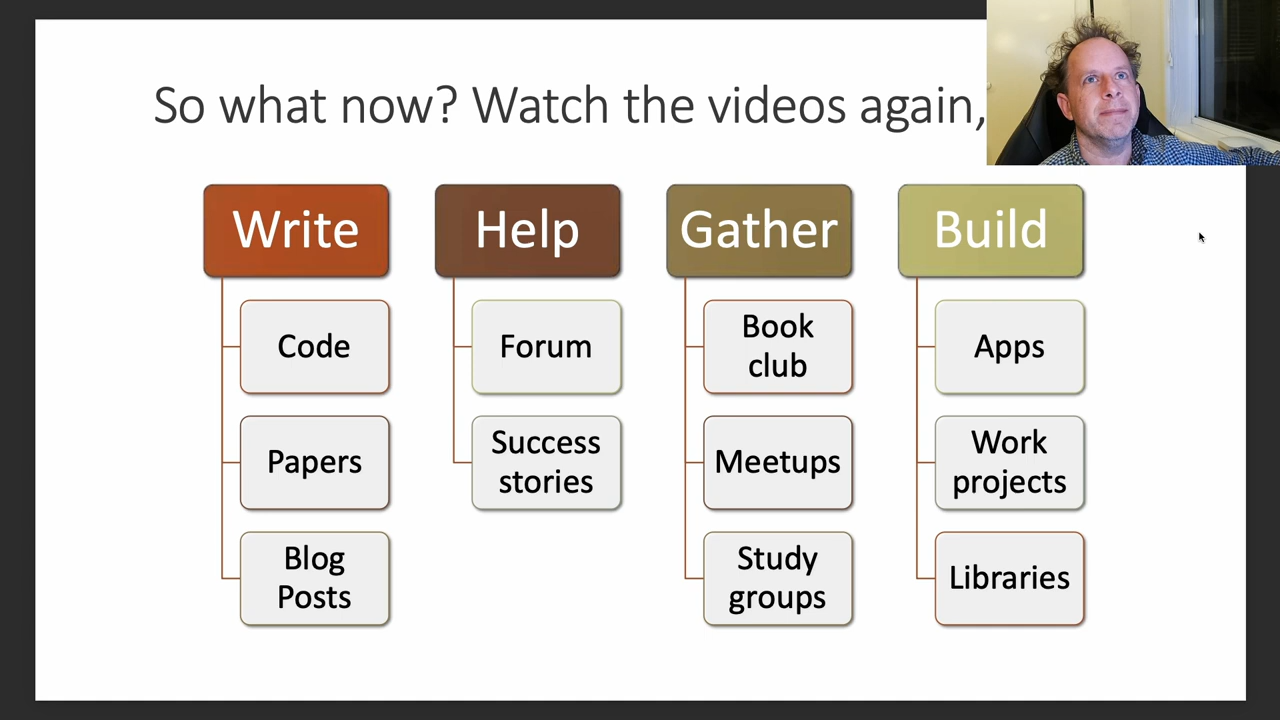 So what now? Watch the videos again,
Write
Code
Papers
Blog
Posts
Help
Forum
Success
stories
Gather
Book
club
Meetups
Study
groups
Build
Apps
Work
projects
Libraries